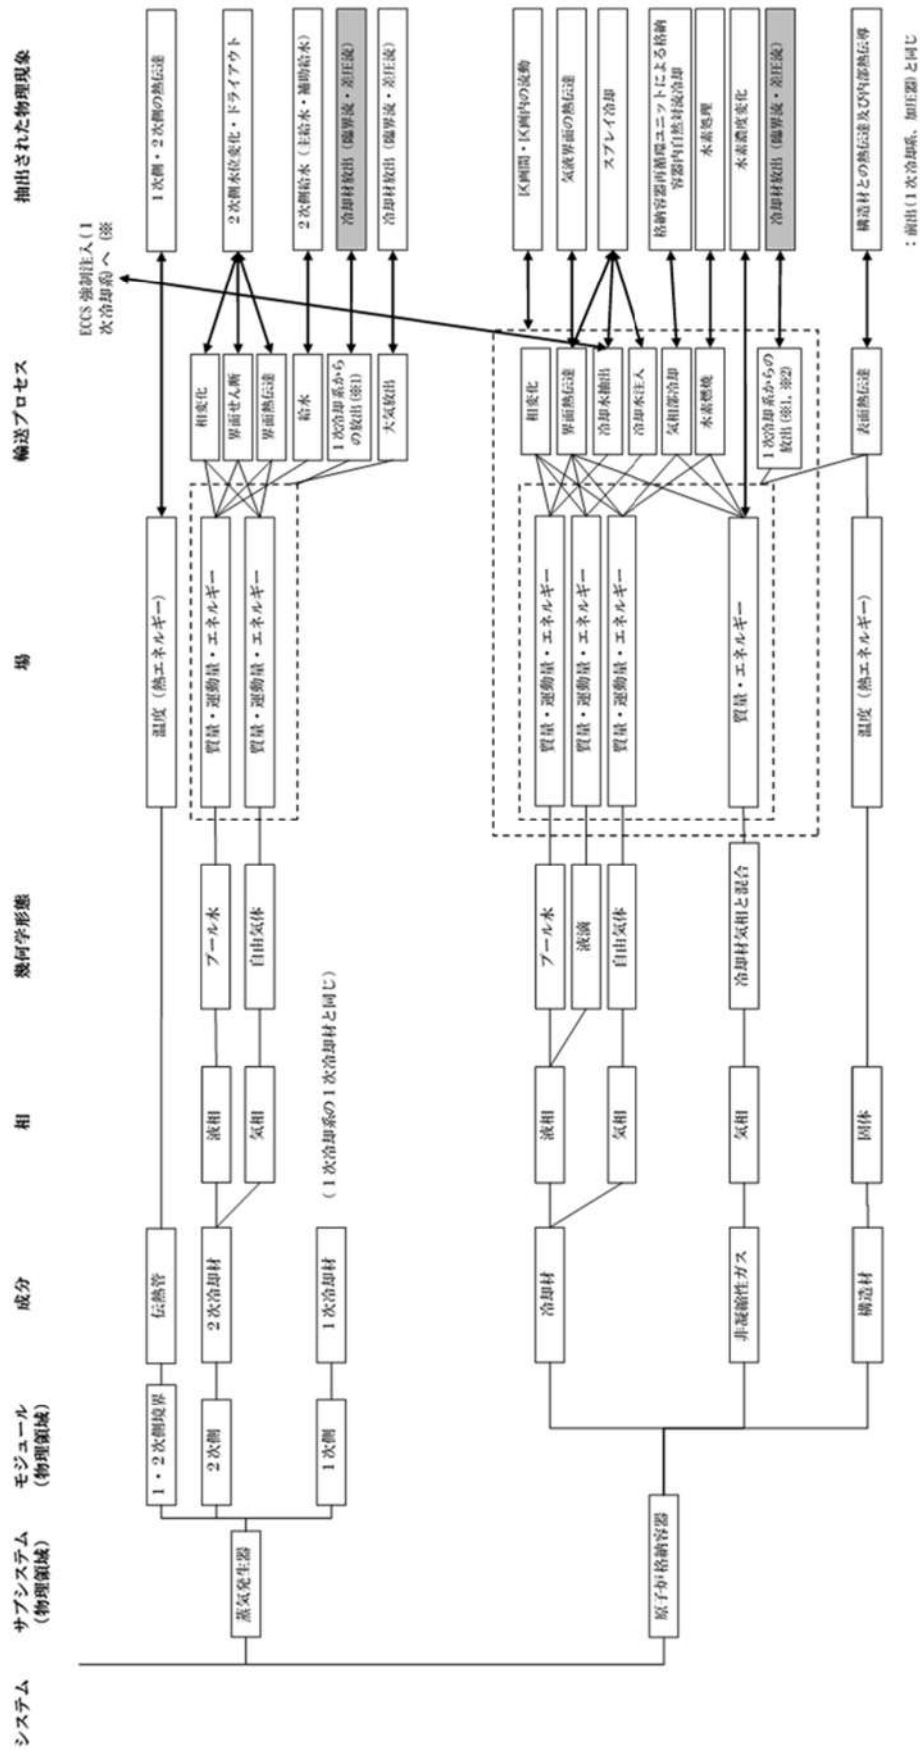 システム
サブシステム
(物理領域)
モジュール
(物理領域)
成分
相
幾何学形態
場
輸送プロセス
抽出された物理現象
ECCS 強制注入(1
次冷却系)へ(※
蒸気発生器
1・2次側境界
伝熱管
温度(熱エネルギー)
1次側・2次側の熱伝達
2次側
2次冷却材
液相
プール水
質量・運動量・エネルギー
気相
自由気体
質量・運動量・エネルギー
相変化
界面せん断
界面熱伝達
2次側水位変化・ドライアウト
給水
2次側給水(主給水・補助給水)
1次冷却系から
の放出(※1)
冷却材放出(臨界流・差圧流)
大気放出
冷却材放出(臨界流・差圧流)
1次側
1次冷却材
(1次冷却系の1次冷却材と同じ)
原子炉格納容器
冷却材
液相
プール水
質量・運動量・エネルギー
液滴
質量・運動量・エネルギー
気相
自由気体
質量・運動量・エネルギー
非凝縮性ガス
気相
冷却材気相と混合
質量・エネルギー
相変化
界面熱伝達
冷却水抽出
冷却水注入
気相部冷却
水素燃焼
1次冷却系からの
放出(※1、※2)
区画間・区画内の流動
気液界面の熱伝達
スプレイ冷却
格納容器再循環ユニットによる格納
容器内自然対流冷却
水素処理
水素濃度変化
冷却材放出(臨界流・差圧流)
構造材
固体
温度(熱エネルギー)
表面熱伝達
構造材との熱伝達及び内部熱伝導
:前出(1次冷却系、加圧器)と同じ